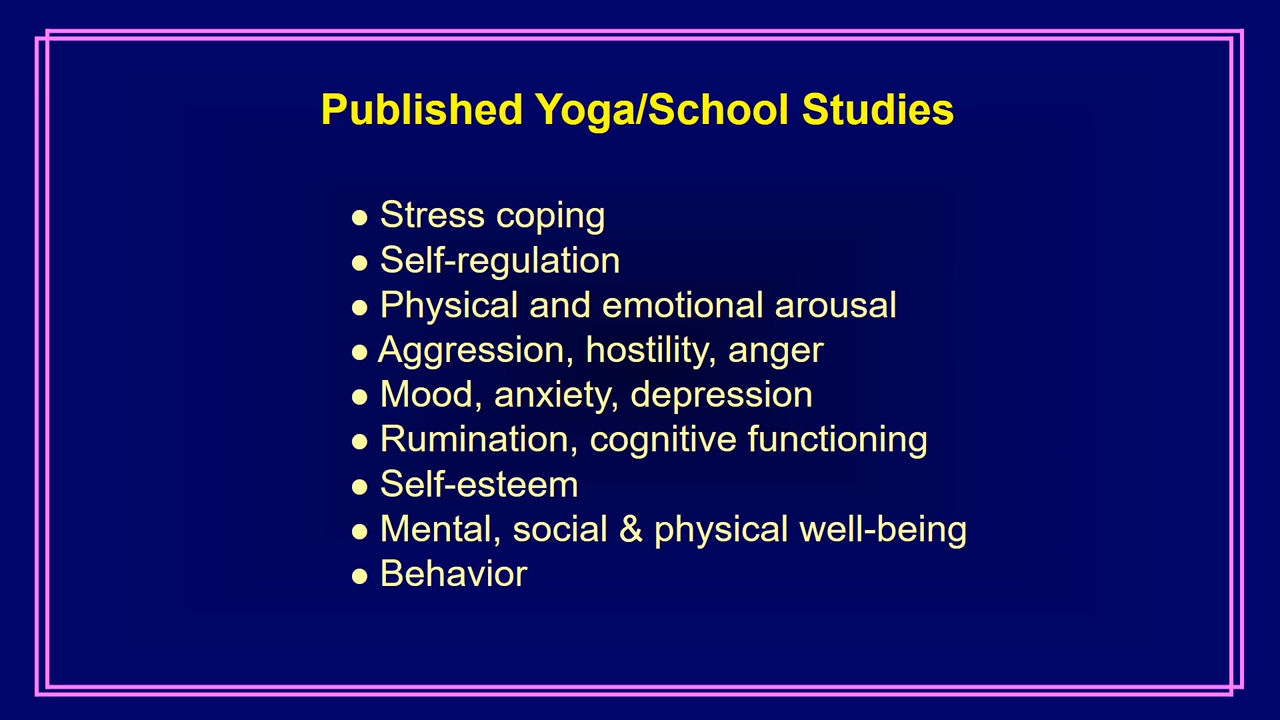 Published Yoga/School Studies
● Stress coping
● Self-regulation
● Physical and emotional arousal
● Aggression, hostility, anger
● Mood, anxiety, depression
● Rumination, cognitive functioning
● Self-esteem
● Mental, social & physical well-being
● Behavior